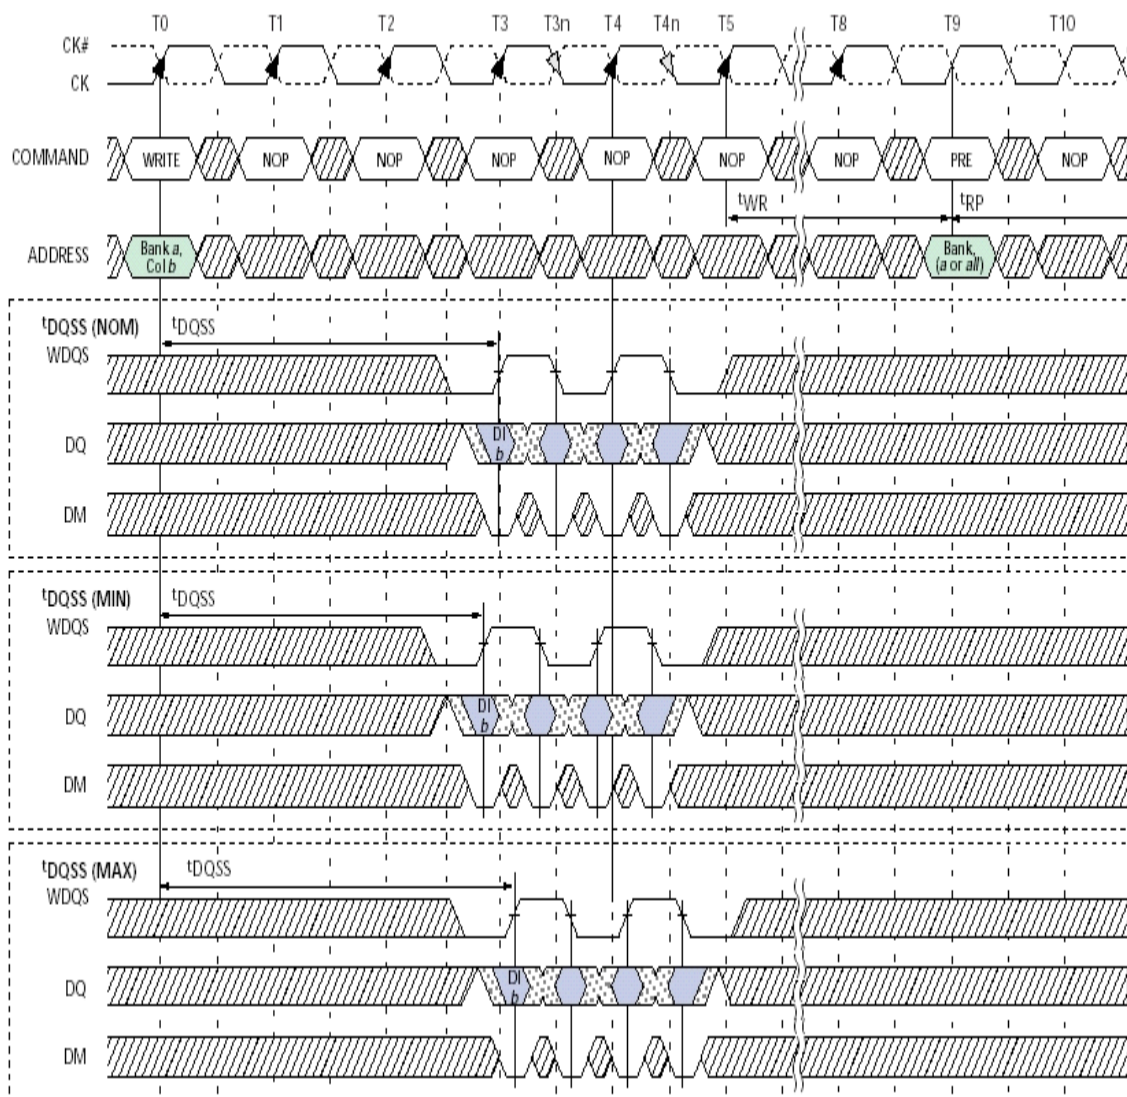 T0 T1 T2 T3 T3n T4 T4n T5 T8 T9 T10
CK#
CK
COMMAND WRITE NOP NOP NOP NOP NOP NOP PRE NOP
tWR tRP
ADDRESS Bank a, Col b Bank, (a or all)
tDQSS (NOM) tDQSS
WDQS
DQ DI b
DM
tDQSS (MIN) tDQSS
WDQS
DQ DI b
DM
tDQSS (MAX) tDQSS
WDQS
DQ DI b
DM